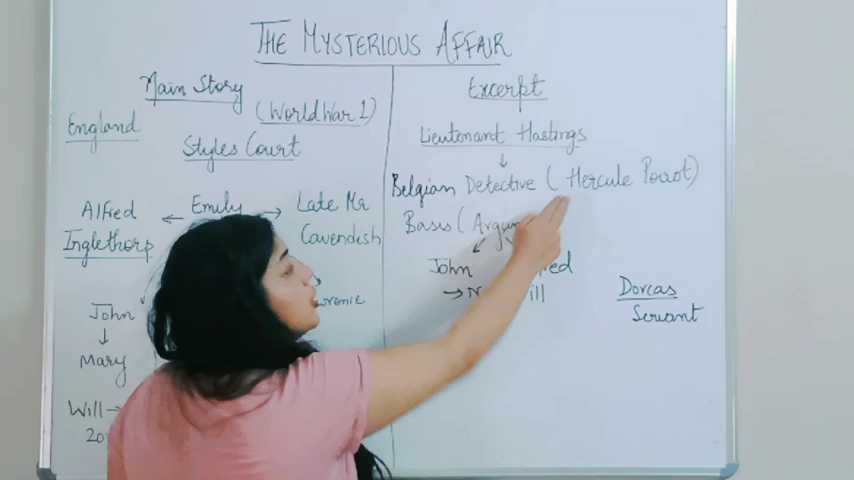 THE MYSTERIOUS AFFAIR
Main Story
(World War 1)
England
Styles Court
Alfred ← Emily → Late Mr
Inglethorp Cavendish
John
↓
Mary
Will →
Excerpt
Lieutenant Hastings
↓
Belgian Detective ( Hercule Poirot)
Basis (
John
→
Dorcas
Servant